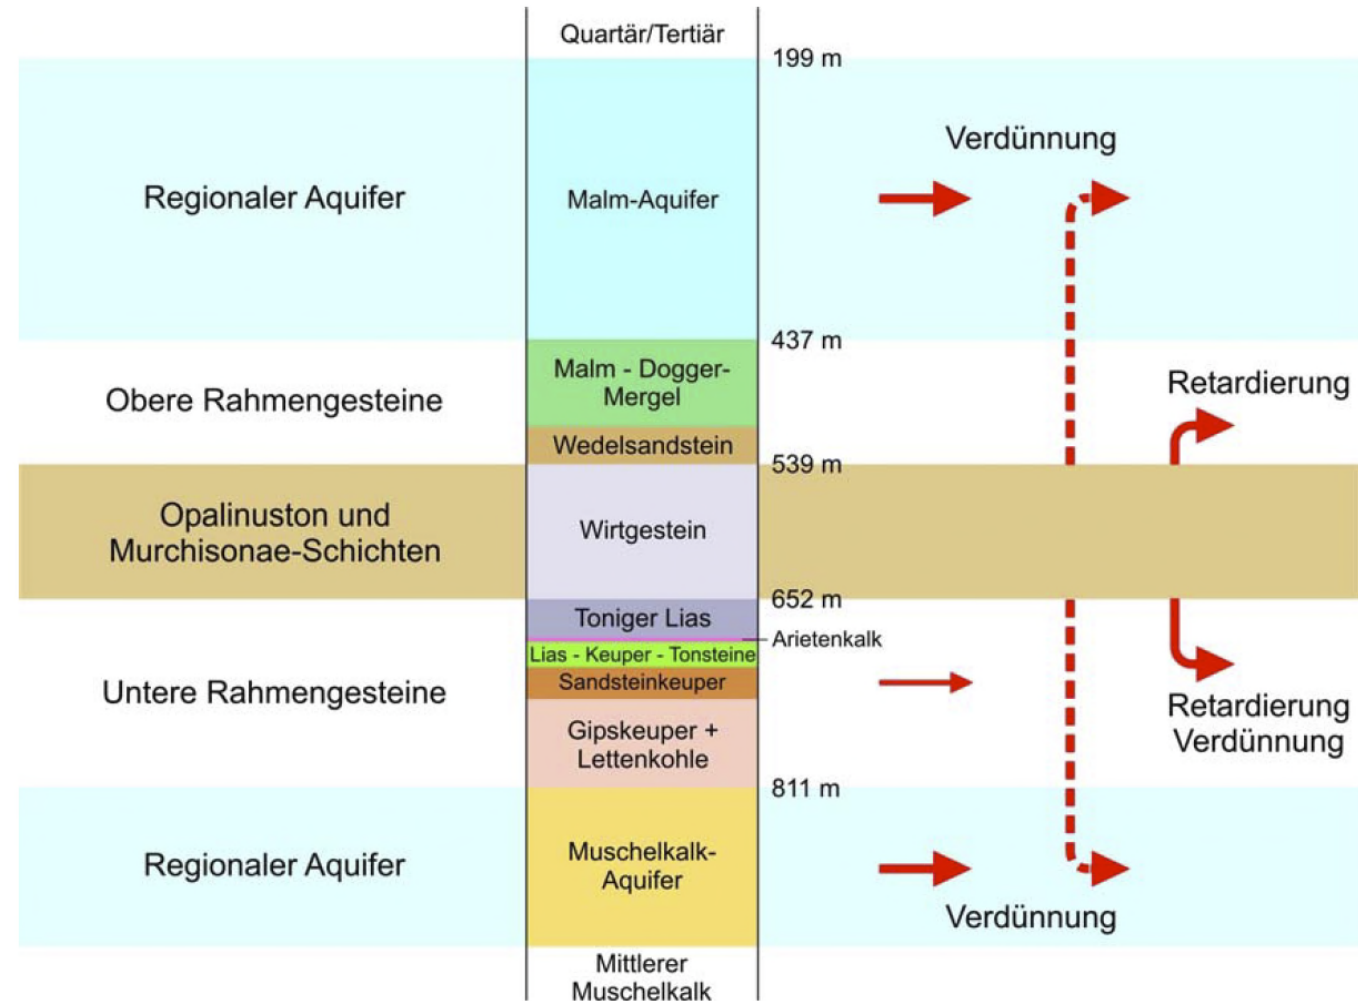 Quartär/Tertiär
199 m
Verdünnung
Regionaler Aquifer
Malm-Aquifer
437 m
Malm - Dogger-
Mergel
Obere Rahmengesteine
Retardierung
Wedelsandstein
539 m
Opalinuston und
Murchisonae-Schichten
Wirtgestein
652 m
Toniger Lias
Arietenkalk
Lias - Keuper - Tonsteine
Untere Rahmengesteine
Sandsteinkeuper
Retardierung
Verdünnung
Gipskeuper +
Lettenkohle
811 m
Regionaler Aquifer
Muschelkalk-
Aquifer
Verdünnung
Mittlerer
Muschelkalk